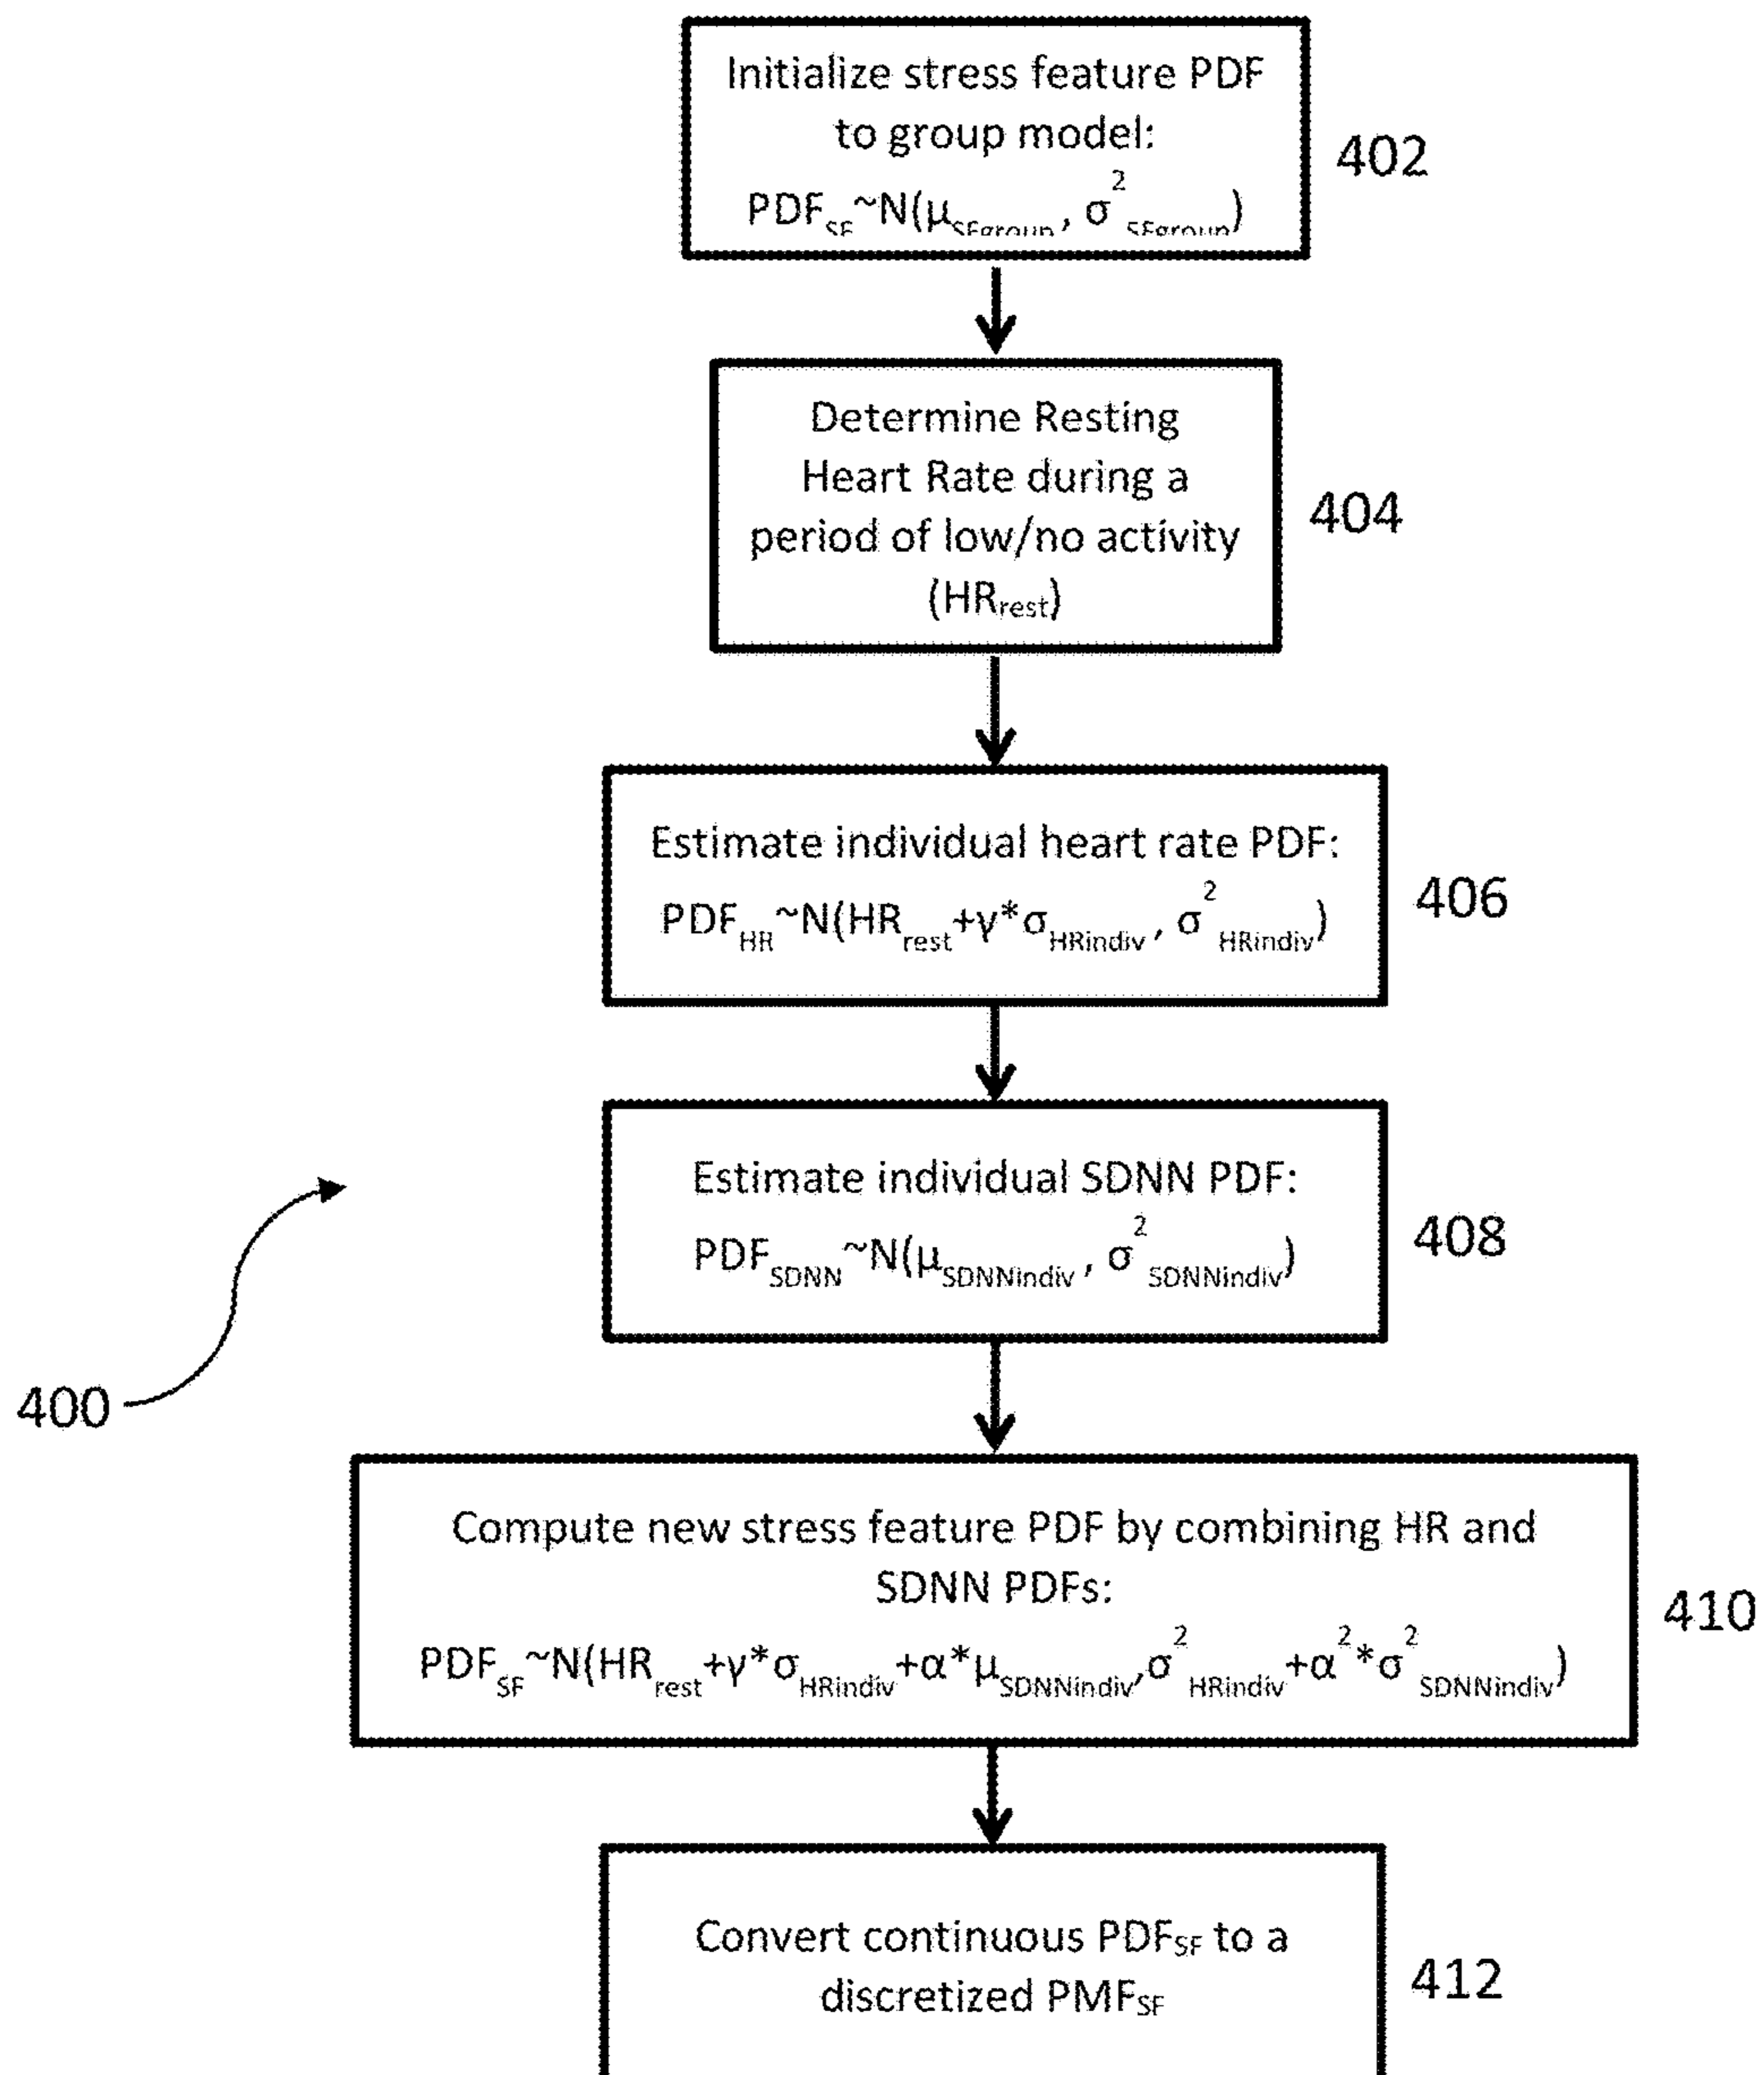 Initialize stress feature PDF
to group model:
PDF_SF~N(μ_SFgroup, σ²_SFgroup)
402
Determine Resting
Heart Rate during a
period of low/no activity
(HR_rest)
404
Estimate individual heart rate PDF:
PDF_HR~N(HR_rest+γ*σ_HRindiv, σ²_HRindiv)
406
Estimate individual SDNN PDF:
PDF_SDNN~N(μ_SDNNindiv, σ²_SDNNindiv)
408
400
Compute new stress feature PDF by combining HR and
SDNN PDFs:
PDF_SF~N(HR_rest+γ*σ_HRindiv+α*μ_SDNNindiv,σ²_HRindiv+α²*σ²_SDNNindiv)
410
Convert continuous PDF_SF to a
discretized PMF_SF
412